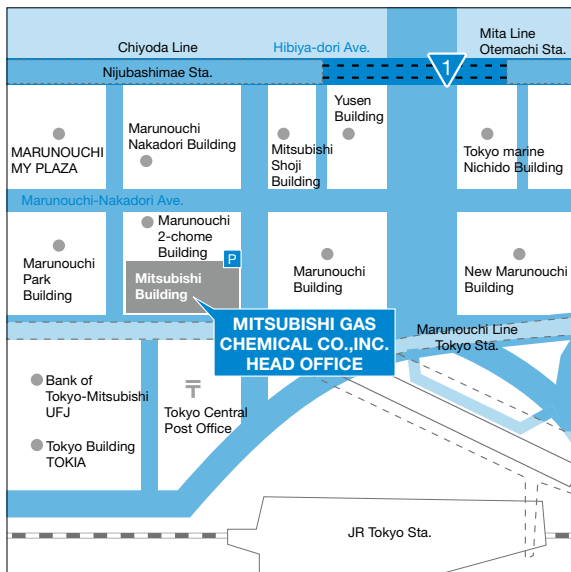 Chiyoda Line
Hibiya-dori Ave.
Mita Line
Otemachi Sta.
Nijubashimae Sta.
1
MARUNOUCHI
MY PLAZA
Marunouchi
Nakadori Building
Mitsubishi
Shoji
Building
Yusen
Building
Tokyo marine
Nichido Building
Marunouchi-Nakadori Ave.
Marunouchi
Park
Building
Marunouchi
2-chome
Building
P
Mitsubishi
Building
Marunouchi
Building
New Marunouchi
Building
MITSUBISHI GAS
CHEMICAL CO.,INC.
HEAD OFFICE
Marunouchi Line
Tokyo Sta.
Bank of
Tokyo-Mitsubishi
UFJ
Tokyo Building
TOKIA
〒
Tokyo Central
Post Office
JR Tokyo Sta.